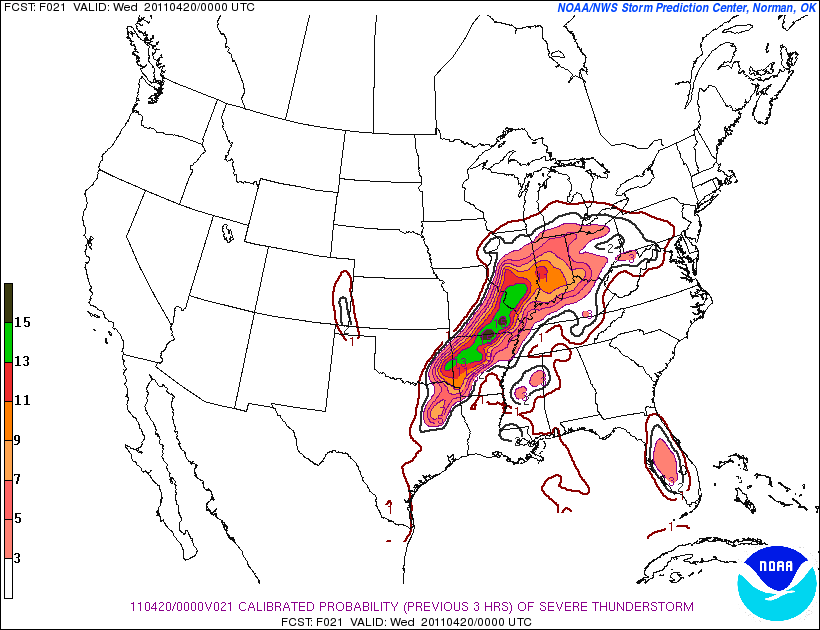 FCST: F021 VALID: Wed 20110420/0000 UTC
NOAA/NWS Storm Prediction Center, Norman, OK
15
13
11
9
7
5
3
NOAA
110420/0000V021 CALIBRATED PROBABILITY (PREVIOUS 3 HRS) OF SEVERE THUNDERSTORM
FCST: F021 VALID: Wed 20110420/0000 UTC